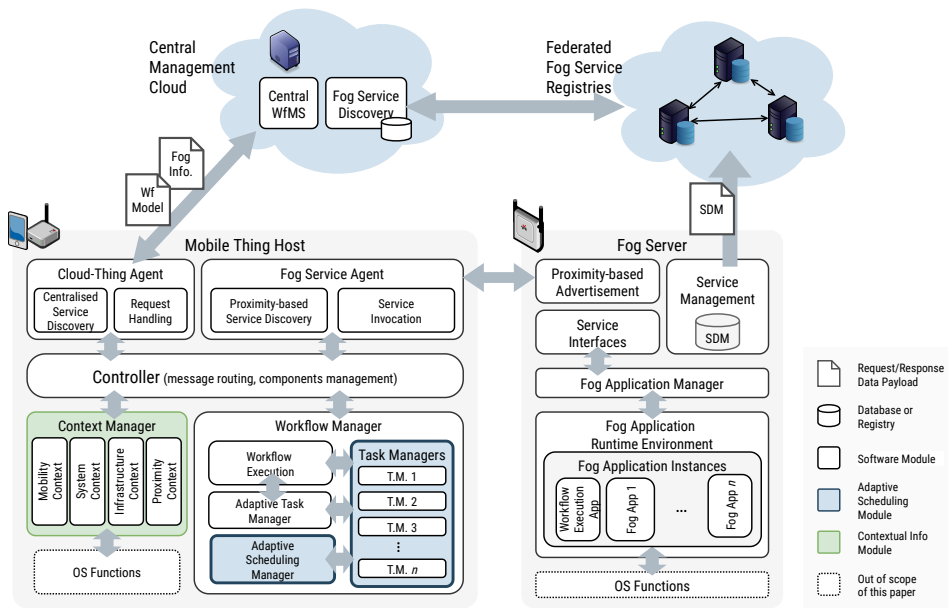 Central
Management
Cloud
Central
WfMS
Fog Service
Discovery
Federated
Fog Service
Registries
Fog
Info.
Wf
Model
SDM
Mobile Thing Host
Cloud-Thing Agent
Centralised
Service
Discovery
Request
Handling
Fog Service Agent
Proximity-based
Service Discovery
Service
Invocation
Controller (message routing, components management)
Context Manager
Mobility
Context
System
Context
Infrastructure
Context
Proximity
Context
OS Functions
Workflow Manager
Workflow
Execution
Adaptive Task
Manager
Adaptive
Scheduling
Manager
Task Managers
T.M. 1
T.M. 2
T.M. 3
⋮
T.M. n
Fog Server
Proximity-based
Advertisement
Service
Interfaces
Service
Management
SDM
Fog Application Manager
Fog Application
Runtime Environment
Fog Application Instances
Workflow
Execution
App
Fog App 1
...
Fog App n
OS Functions
Request/Response
Data Payload
Database or
Registry
Software Module
Adaptive
Scheduling
Module
Contextual Info
Module
Out of scope
of this paper